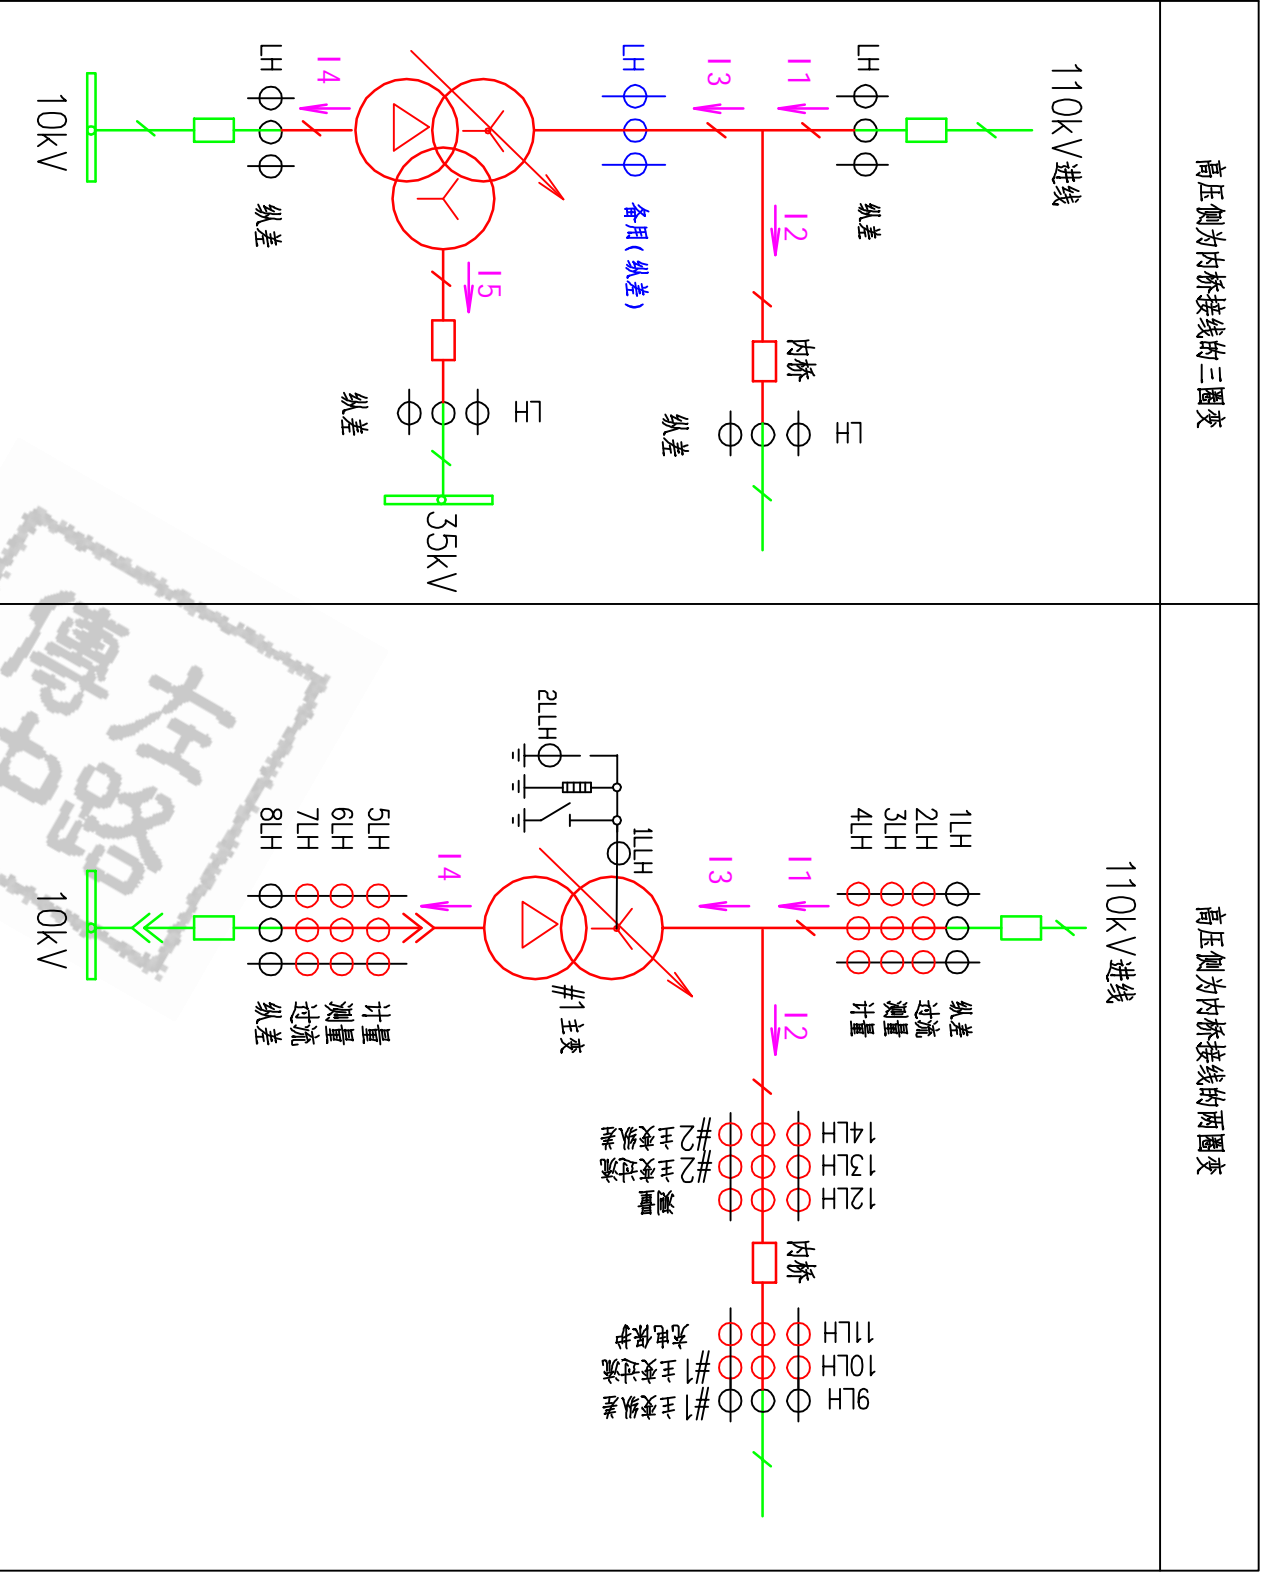 高压侧为内桥接线的三圈变
110kV进线
LH
纵差
I1
I3
I2
LH
备用(纵差)
内桥
LH
纵差
I4
LH
纵差
I5
LH
纵差
10kV
35kV
高压侧为内桥接线的两圈变
110kV进线
1LH
2LH
3LH
4LH
纵差
过流
测量
计量
I1
I3
I2
14LH
13LH
12LH
#2主变纵差
#2主变过流
测量
内桥
11LH
10LH
9LH
充电保护
#1主变过流
#1主变纵差
1LLH
2LLH
#1主变
I4
5LH
6LH
7LH
8LH
计量
测量
过流
纵差
10kV
左
路
傳